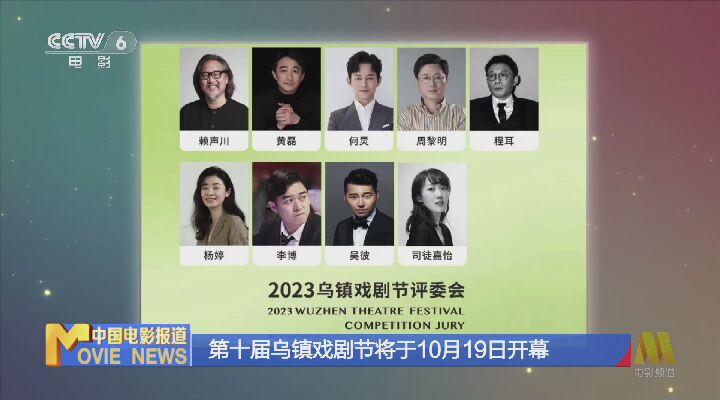 CCTV 6
电影
赖声川
黄磊
何炅
周黎明
程耳
杨婷
李博
吴彼
司徒嘉怡
2023乌镇戏剧节评委会
2023 WUZHEN THEATRE FESTIVAL
COMPETITION JURY
中国电影报道
MOVIE NEWS
第十届乌镇戏剧节将于10月19日开幕
电影频道